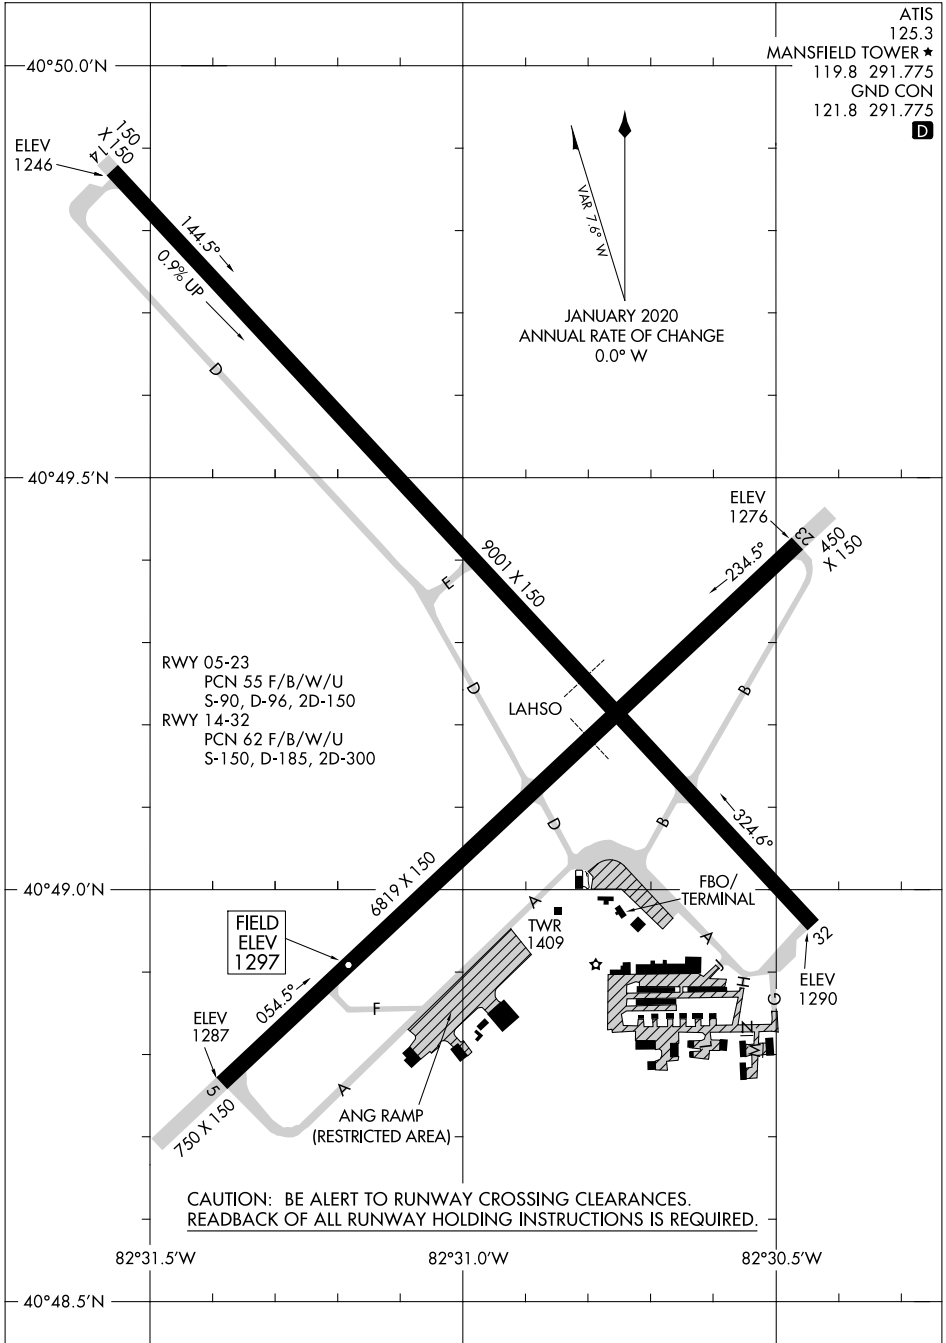 ATIS
125.3
MANSFIELD TOWER ★
119.8 291.775
GND CON
121.8 291.775
D
40°50.0'N
150
X 150
14
ELEV
1246
144.5°
0.9% UP
VAR 7.6° W
JANUARY 2020
ANNUAL RATE OF CHANGE
0.0° W
D
40°49.5'N
ELEV
1276
23
450
X 150
234.5°
9001 X 150
E
RWY 05-23
PCN 55 F/B/W/U
S-90, D-96, 2D-150
RWY 14-32
PCN 62 F/B/W/U
S-150, D-185, 2D-300
D
LAHSO
B
D
B
324.6°
6819 X 150
40°49.0'N
FBO/
TERMINAL
A
TWR
1409
32
A
FIELD
ELEV
1297
J
H
G
ELEV
1290
054.5°
F
ELEV
1287
I
M
5
A
750 X 150
ANG RAMP
(RESTRICTED AREA)
CAUTION: BE ALERT TO RUNWAY CROSSING CLEARANCES.
READBACK OF ALL RUNWAY HOLDING INSTRUCTIONS IS REQUIRED.
82°31.5'W
82°31.0'W
82°30.5'W
40°48.5'N